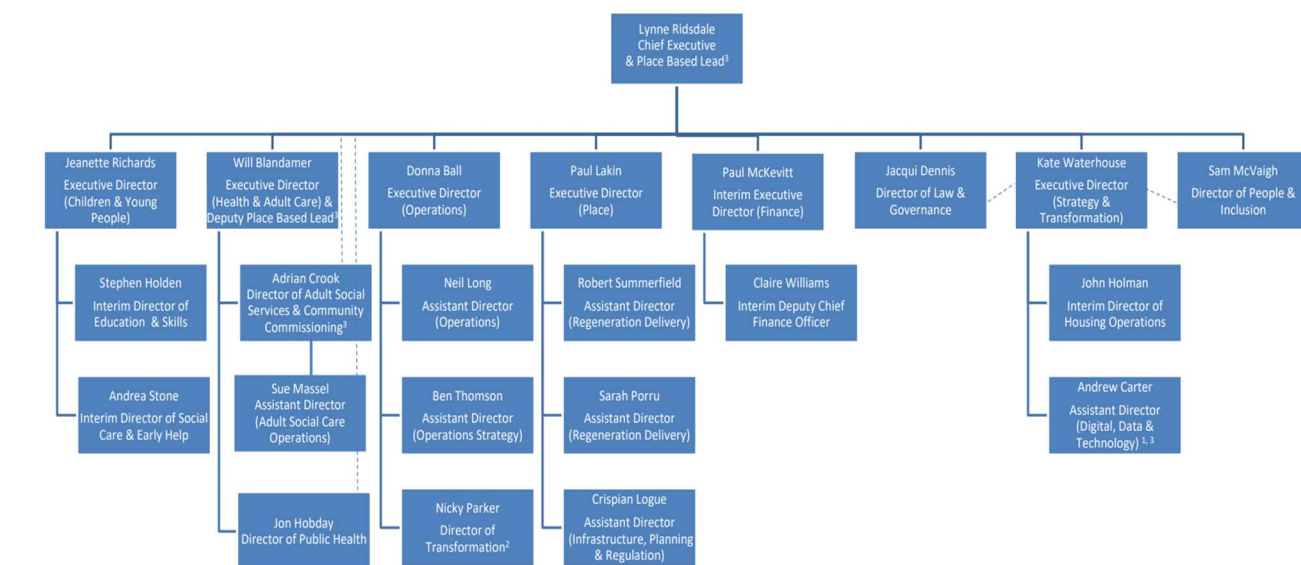 Lynne Ridsdale
Chief Executive
& Place Based Lead³
Jeanette Richards
Executive Director
(Children & Young
People)
Will Blandamer
Executive Director
(Health & Adult Care) &
Deputy Place Based Lead³
Donna Ball
Executive Director
(Operations)
Paul Lakin
Executive Director
(Place)
Paul McKevitt
Interim Executive
Director (Finance)
Jacqui Dennis
Director of Law &
Governance
Kate Waterhouse
Executive Director
(Strategy &
Transformation)
Sam McVaigh
Director of People &
Inclusion
Stephen Holden
Interim Director of
Education & Skills
Adrian Crook
Director of Adult Social
Services & Community
Commissioning³
Neil Long
Assistant Director
(Operations)
Robert Summerfield
Assistant Director
(Regeneration Delivery)
Claire Williams
Interim Deputy Chief
Finance Officer
John Holman
Interim Director of
Housing Operations
Andrea Stone
Interim Director of Social
Care & Early Help
Sue Massel
Assistant Director
(Adult Social Care
Operations)
Ben Thomson
Assistant Director
(Operations Strategy)
Sarah Porru
Assistant Director
(Regeneration Delivery)
Andrew Carter
Assistant Director
(Digital, Data &
Technology) ¹˒ ³
Jon Hobday
Director of Public Health
Nicky Parker
Director of
Transformation²
Crispian Logue
Assistant Director
(Infrastructure, Planning
& Regulation)